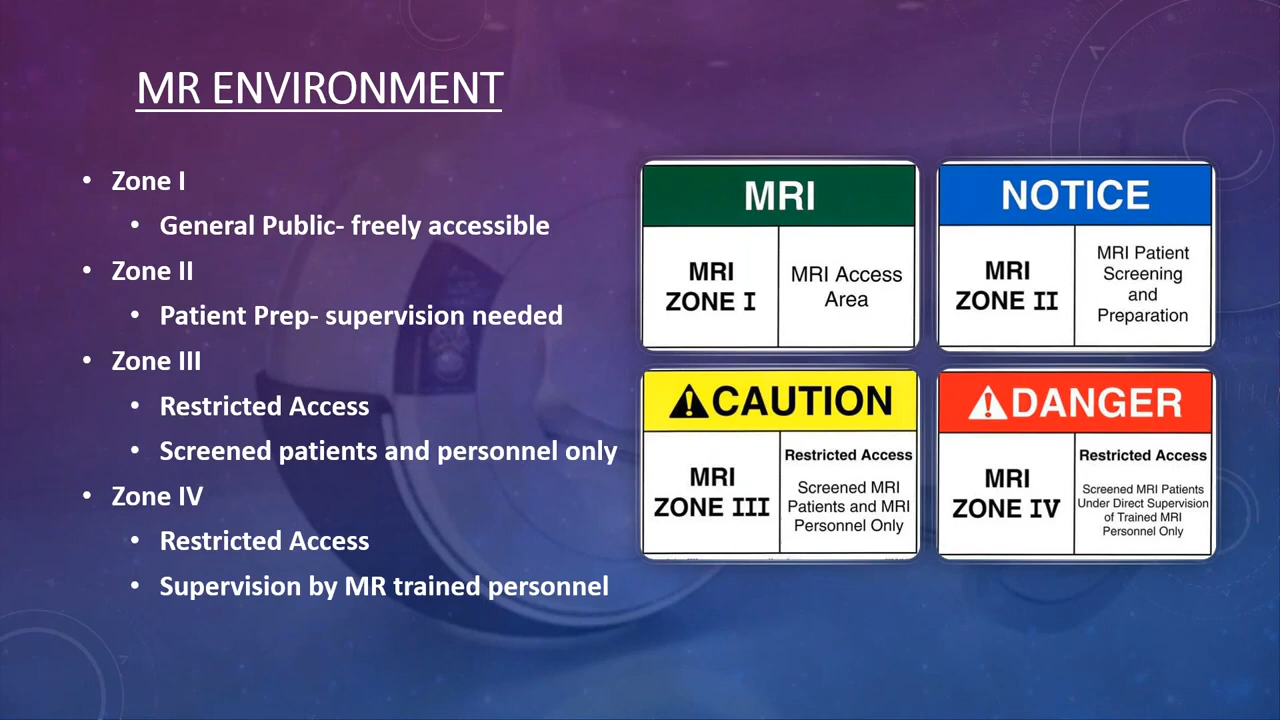 MR ENVIRONMENT
• Zone I
• General Public- freely accessible
• Zone II
• Patient Prep- supervision needed
• Zone III
• Restricted Access
• Screened patients and personnel only
• Zone IV
• Restricted Access
• Supervision by MR trained personnel
MRI
MRI
ZONE I
MRI Access
Area
NOTICE
MRI
ZONE II
MRI Patient
Screening
and
Preparation
CAUTION
MRI
ZONE III
Restricted Access
Screened MRI
Patients and MRI
Personnel Only
DANGER
MRI
ZONE IV
Restricted Access
Screened MRI Patients
Under Direct Supervision
of Trained MRI
Personnel Only